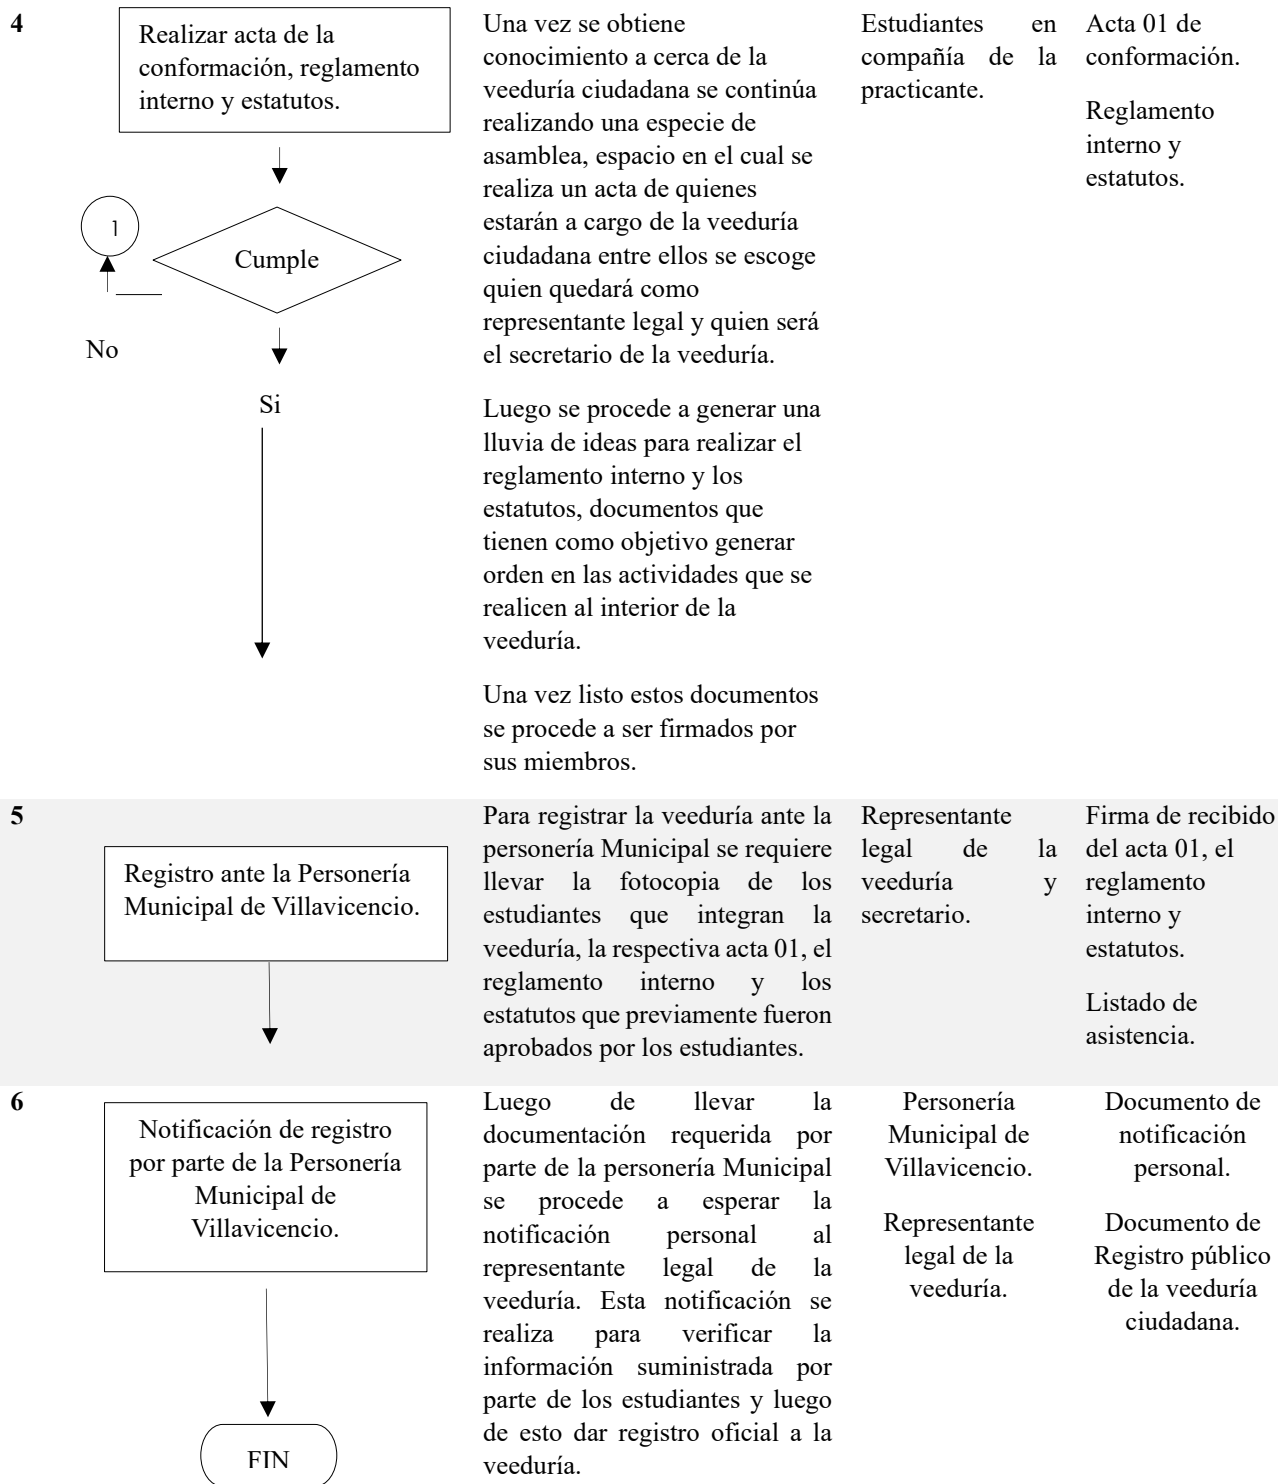 4
Realizar acta de la
conformación, reglamento
interno y estatutos.
1
Cumple
No
Si
Una vez se obtiene
conocimiento a cerca de la
veeduría ciudadana se continúa
realizando una especie de
asamblea, espacio en el cual se
realiza un acta de quienes
estarán a cargo de la veeduría
ciudadana entre ellos se escoge
quien quedará como
representante legal y quien será
el secretario de la veeduría.
Luego se procede a generar una
lluvia de ideas para realizar el
reglamento interno y los
estatutos, documentos que
tienen como objetivo generar
orden en las actividades que se
realicen al interior de la
veeduría.
Una vez listo estos documentos
se procede a ser firmados por
sus miembros.
Estudiantes en
compañía de la
practicante.
Acta 01 de
conformación.
Reglamento
interno y
estatutos.
5
Registro ante la Personería
Municipal de Villavicencio.
Para registrar la veeduría ante la
personería Municipal se requiere
llevar la fotocopia de los
estudiantes que integran la
veeduría, la respectiva acta 01, el
reglamento interno y los
estatutos que previamente fueron
aprobados por los estudiantes.
Representante
legal de la
veeduría y
secretario.
Firma de recibido
del acta 01, el
reglamento
interno y
estatutos.
Listado de
asistencia.
6
Notificación de registro
por parte de la Personería
Municipal de
Villavicencio.
FIN
Luego de llevar la
documentación requerida por
parte de la personería Municipal
se procede a esperar la
notificación personal al
representante legal de la
veeduría. Esta notificación se
realiza para verificar la
información suministrada por
parte de los estudiantes y luego
de esto dar registro oficial a la
veeduría.
Personería
Municipal de
Villavicencio.
Representante
legal de la
veeduría.
Documento de
notificación
personal.
Documento de
Registro público
de la veeduría
ciudadana.